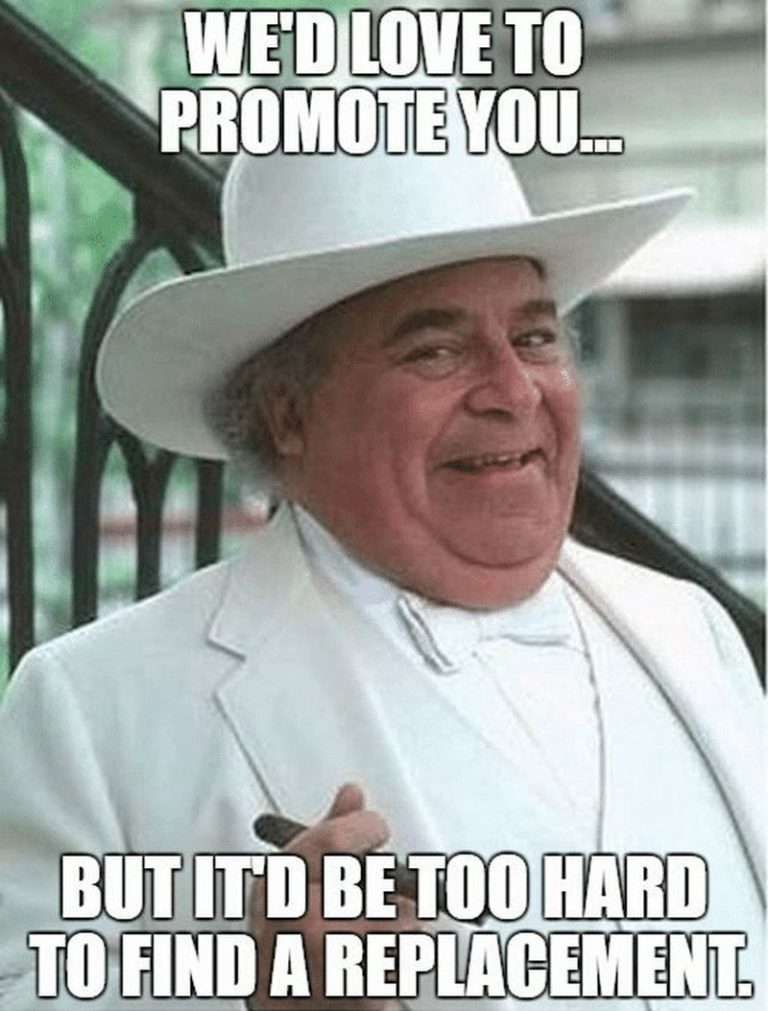 WE'D LOVE TO
PROMOTE YOU...
BUT IT'D BE TOO HARD
TO FIND A REPLACEMENT.